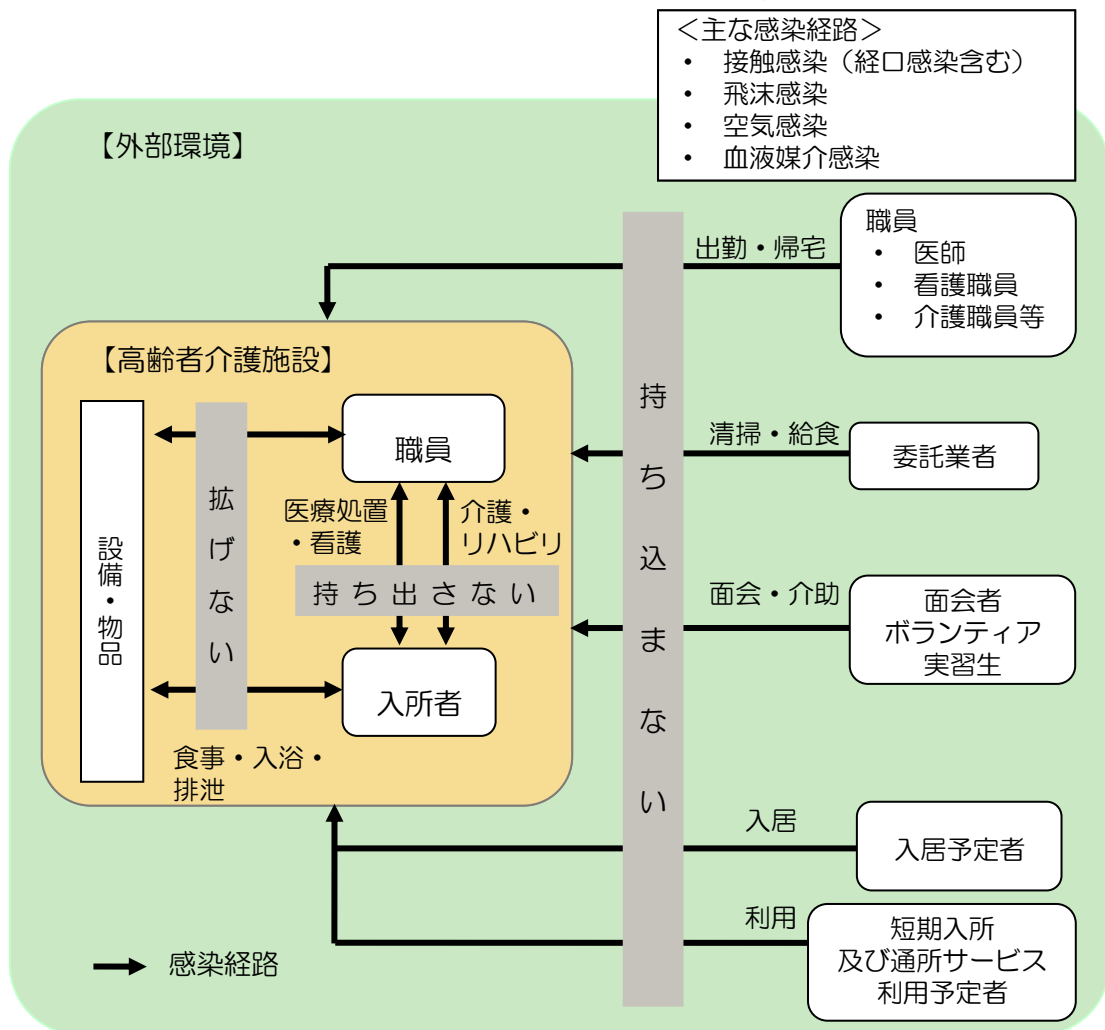 ＜主な感染経路＞
・ 接触感染（経口感染含む）
・ 飛沫感染
・ 空気感染
・ 血液媒介感染
【外部環境】
職員
・ 医師
・ 看護職員
・ 介護職員等
出勤・帰宅
【高齢者介護施設】
持ち込まない
清掃・給食
委託業者
職員
拡げない
医療処置
・看護
介護・
リハビリ
設備・物品
持ち出さない
面会・介助
面会者
ボランティア
実習生
入所者
食事・入浴・
排泄
入居
入居予定者
利用
短期入所
及び通所サービス
利用予定者
感染経路